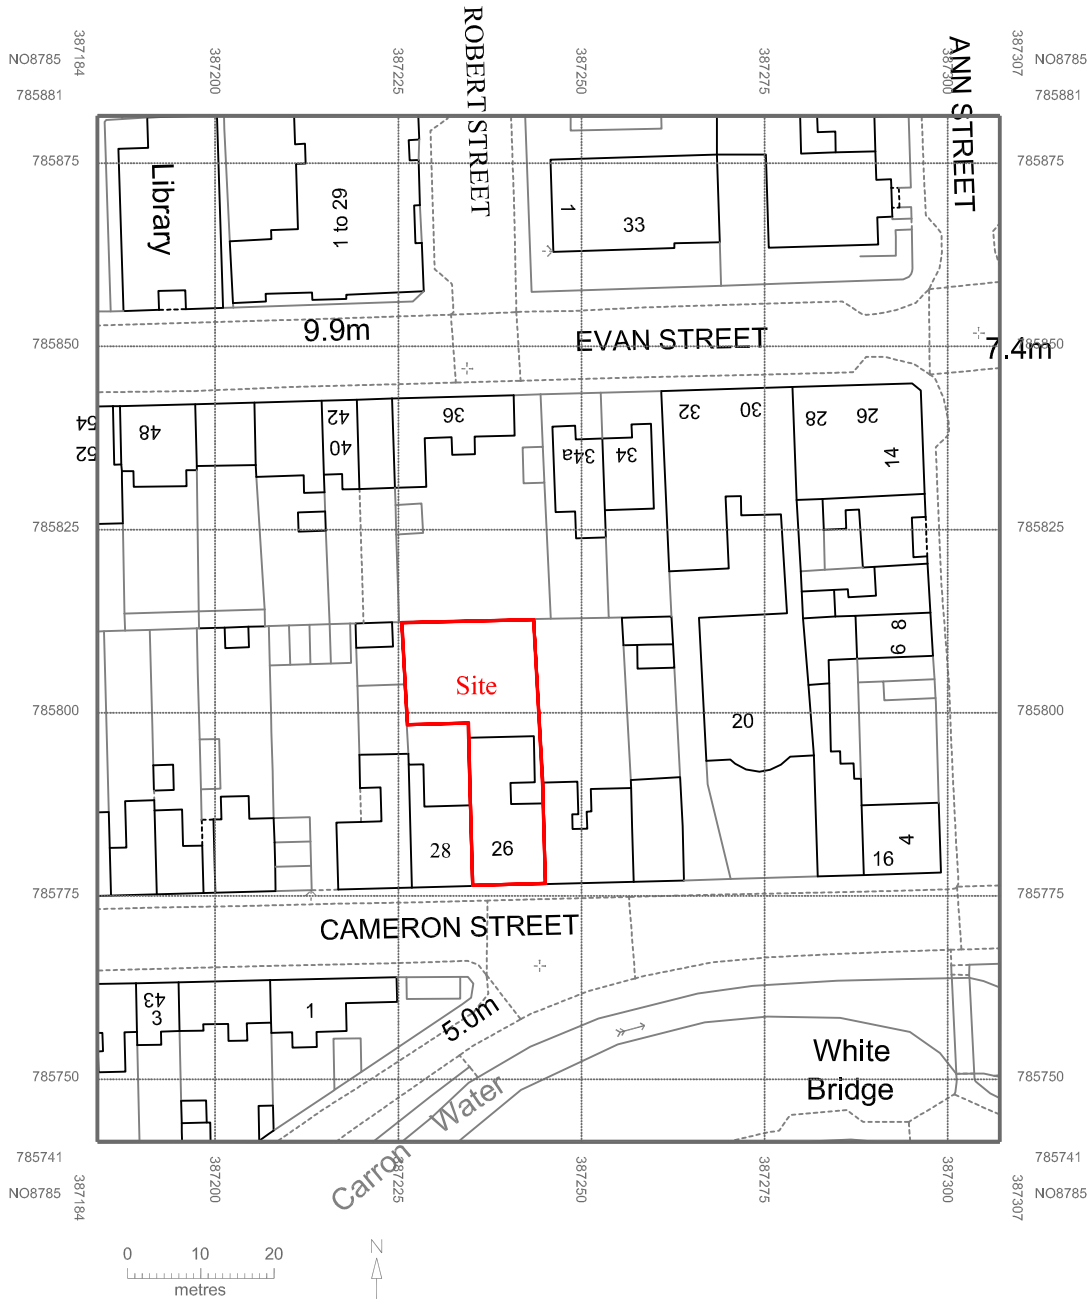 ROBERT STREET
ANN STREET
387184
387200
387225
387250
387275
387300
387307
NO8785
NO8785
785881
785881
785875
785875
Library
1 to 29
1
33
9.9m
EVAN STREET
7.4m
785850
785850
54
52
48
42
40
36
34a
34
32
30
28
26
14
785825
785825
8
6
Site
785800
785800
20
28
26
16
4
785775
785775
CAMERON STREET
43
3
1
5.0m
White
Bridge
785750
785750
Carron Water
785741
785741
NO8785
NO8785
387184
387200
387225
387250
387275
387300
387307
0 10 20
metres
N